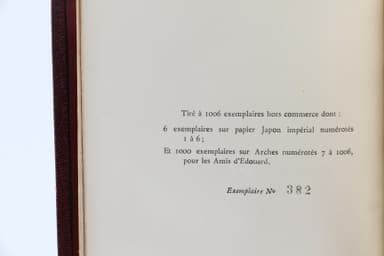 Tiré à 1006 exemplaires hors commerce dont :
6 exemplaires sur papier Japon impérial numérotés
1 à 6;
Et 1000 exemplaires sur Arches numérotés 7 à 1006,
pour les Amis d'Edouard.
Exemplaire No 382